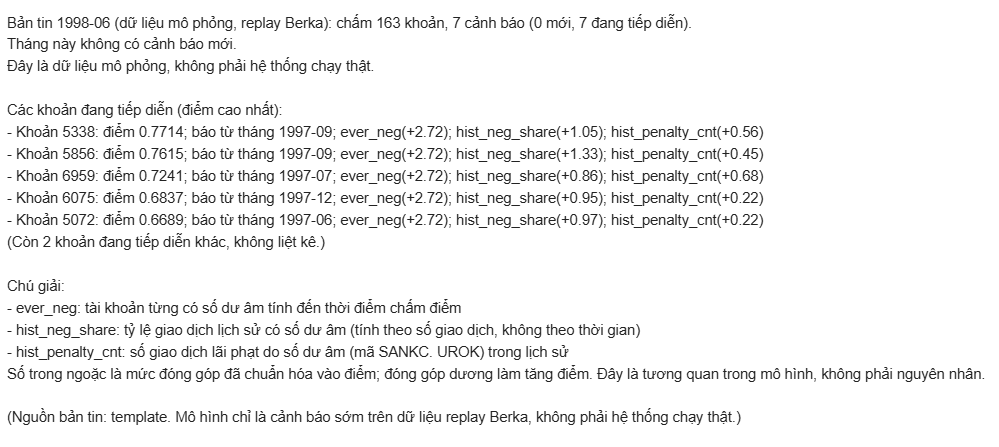 Bản tin 1998-06 (dữ liệu mô phỏng, replay Berka): chấm 163 khoản, 7 cảnh báo (0 mới, 7 đang tiếp diễn).
Tháng này không có cảnh báo mới.
Đây là dữ liệu mô phỏng, không phải hệ thống chạy thật.
Các khoản đang tiếp diễn (điểm cao nhất):
- Khoản 5338: điểm 0.7714; báo từ tháng 1997-09; ever_neg(+2.72); hist_neg_share(+1.05); hist_penalty_cnt(+0.56)
- Khoản 5856: điểm 0.7615; báo từ tháng 1997-09; ever_neg(+2.72); hist_neg_share(+1.33); hist_penalty_cnt(+0.45)
- Khoản 6959: điểm 0.7241; báo từ tháng 1997-07; ever_neg(+2.72); hist_neg_share(+0.86); hist_penalty_cnt(+0.68)
- Khoản 6075: điểm 0.6837; báo từ tháng 1997-12; ever_neg(+2.72); hist_neg_share(+0.95); hist_penalty_cnt(+0.22)
- Khoản 5072: điểm 0.6689; báo từ tháng 1997-06; ever_neg(+2.72); hist_neg_share(+0.97); hist_penalty_cnt(+0.22)
(Còn 2 khoản đang tiếp diễn khác, không liệt kê.)
Chú giải:
- ever_neg: tài khoản từng có số dư âm tính đến thời điểm chấm điểm
- hist_neg_share: tỷ lệ giao dịch lịch sử có số dư âm (tính theo số giao dịch, không theo thời gian)
- hist_penalty_cnt: số giao dịch lãi phạt do số dư âm (mã SANKC. UROK) trong lịch sử
Số trong ngoặc là mức đóng góp đã chuẩn hóa vào điểm; đóng góp dương làm tăng điểm. Đây là tương quan trong mô hình, không phải nguyên nhân.
(Nguồn bản tin: template. Mô hình chỉ là cảnh báo sớm trên dữ liệu replay Berka, không phải hệ thống chạy thật.)